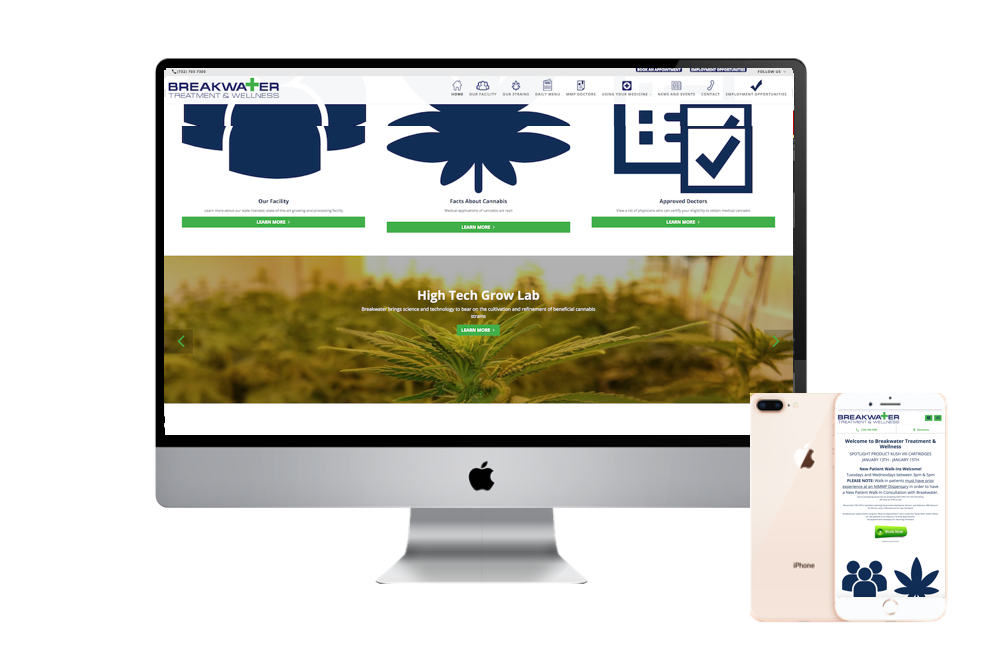 (732) 703 7300
BOOK AN APPOINTMENT EMPLOYMENT OPPORTUNITIES FOLLOW US
BREAKWATER
TREATMENT & WELLNESS
HOME OUR FACILITY OUR STRAINS DAILY MENU MMP DOCTORS USING YOUR MEDICINE NEWS AND EVENTS CONTACT EMPLOYMENT OPPORTUNITIES
Our Facility
Learn more about our state licensed, state-of-the-art growing and processing facility
LEARN MORE ›
Facts About Cannabis
Medical applications of cannabis are real!
LEARN MORE ›
Approved Doctors
View a list of physicians who can verify your eligibility to obtain medical cannabis
LEARN MORE ›
High Tech Grow Lab
Breakwater brings science and technology to bear on the cultivation and refinement of beneficial cannabis
strains
LEARN MORE ›
iPhone
BREAKWATER
TREATMENT & WELLNESS
Directions
Welcome to Breakwater Treatment &
Wellness
SPOTLIGHT PRODUCT KUSH VIII CARTRIDGES
JANUARY 13TH - JANUARY 15TH
New Patient Walk-Ins Welcome!
Tuesdays and Wednesdays between 3pm & 5pm
PLEASE NOTE: Walk-in patients must have prior
experience at an NJMMP Dispensary in order to have
a New Patient Walk-In Consultation with Breakwater.
Book Now